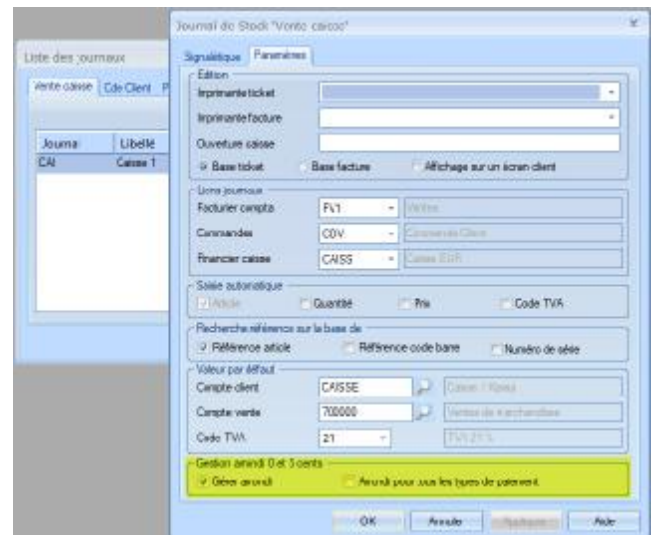 Journal de Stock "Vente caisse"
Liste des journaux
Signalétique Paramètres
Vente caisse Cde Client P
Edition
Imprimante ticket
Imprimante facture
Ouverture caisse
Base ticket Base facture Affichage sur un écran client
Journa Libellé
CAI Caisse 1
Liens journaux
Facturier compta FV1 Ventes
Commandes CDV Commande Client
Financier caisse CAISS Caisse EUR
Saisie automatique
Article Quantité Prix Code TVA
Recherche référence sur la base de
Référence article Référence code barre Numéro de série
Valeur par défaut
Compte client CAISSE
Compte vente 700000 Ventes de marchandises
Code TVA 21 TVA 21 %
Gestion arrondi 0 et 5 cents
Gérer arrondi Arrondi pour tous les types de paiement
OK Annuler Appliquer Aide